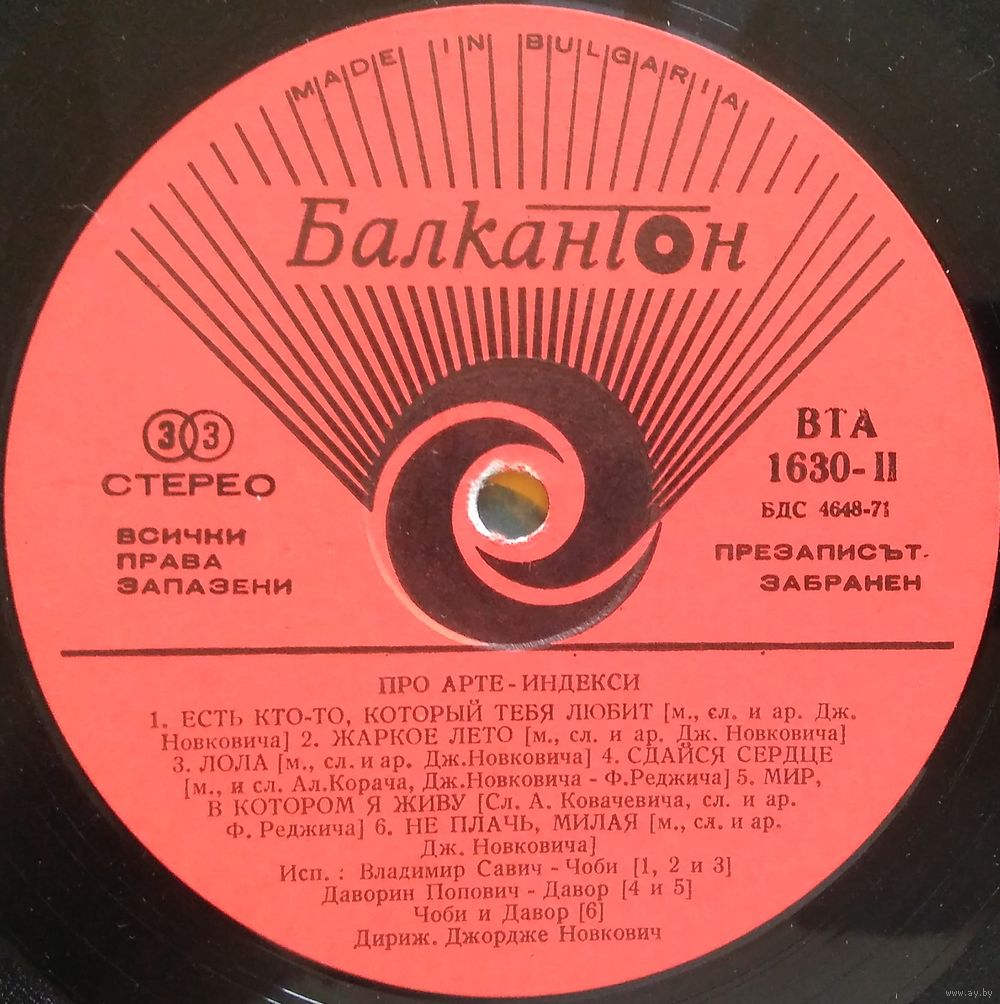 MADE IN BULGARIA
БалканТон
33
СТЕРЕО
ВСИЧКИ
ПРАВА
ЗАПАЗЕНИ
ВТА
1630-II
БДС 4648-71
ПРЕЗАПИСЪТ
ЗАБРАНЕН
ПРО АРТЕ-ИНДЕКСИ
1. ЕСТЬ КТО-ТО, КОТОРЫЙ ТЕБЯ ЛЮБИТ [м., сл. и ар. Дж.
Новковича] 2. ЖАРКОЕ ЛЕТО [м., сл. и ар. Дж. Новковича]
3. ЛОЛА [м., сл. и ар. Дж.Новковича] 4. СДАЙСЯ СЕРДЦЕ
[м., и сл. Ал.Корача, Дж.Новковича - Ф.Реджича] 5. МИР,
В КОТОРОМ Я ЖИВУ [Сл. А. Ковачевича, сл. и ар.
Ф. Реджича] 6. НЕ ПЛАЧЬ, МИЛАЯ [м., сл. и ар.
Дж. Новковича]
Исп. : Владимир Савич - Чоби [1, 2 и 3]
Даворин Попович - Давор [4 и 5]
Чоби и Давор [6]
Дириж. Джордже Новкович
www.ay.by